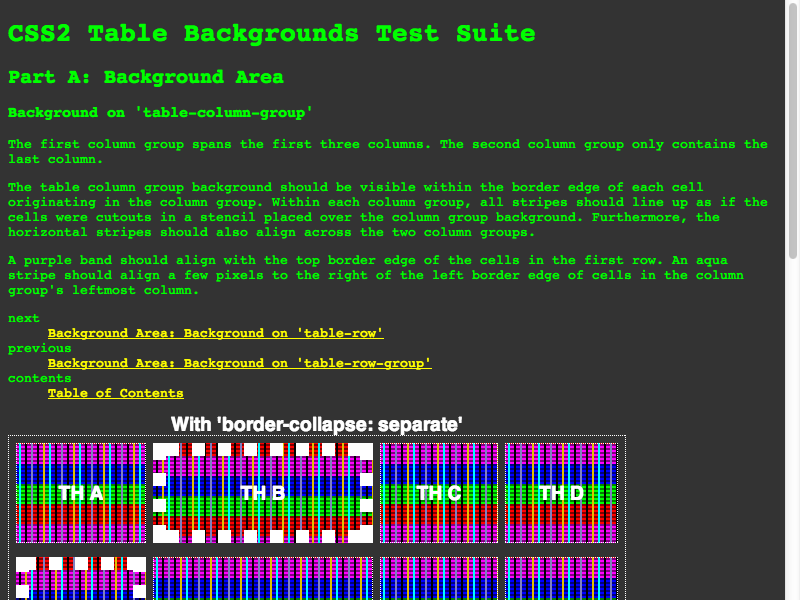 CSS2 Table Backgrounds Test Suite
Part A: Background Area
Background on 'table-column-group'
The first column group spans the first three columns. The second column group only contains the
last column.
The table column group background should be visible within the border edge of each cell
originating in the column group. Within each column group, all stripes should line up as if the
cells were cutouts in a stencil placed over the column group background. Furthermore, the
horizontal stripes should also align across the two column groups.
A purple band should align with the top border edge of the cells in the first row. An aqua
stripe should align a few pixels to the right of the left border edge of cells in the column
group's leftmost column.
next
Background Area: Background on 'table-row'
previous
Background Area: Background on 'table-row-group'
contents
Table of Contents
With 'border-collapse: separate'
TH A TH B TH C TH D